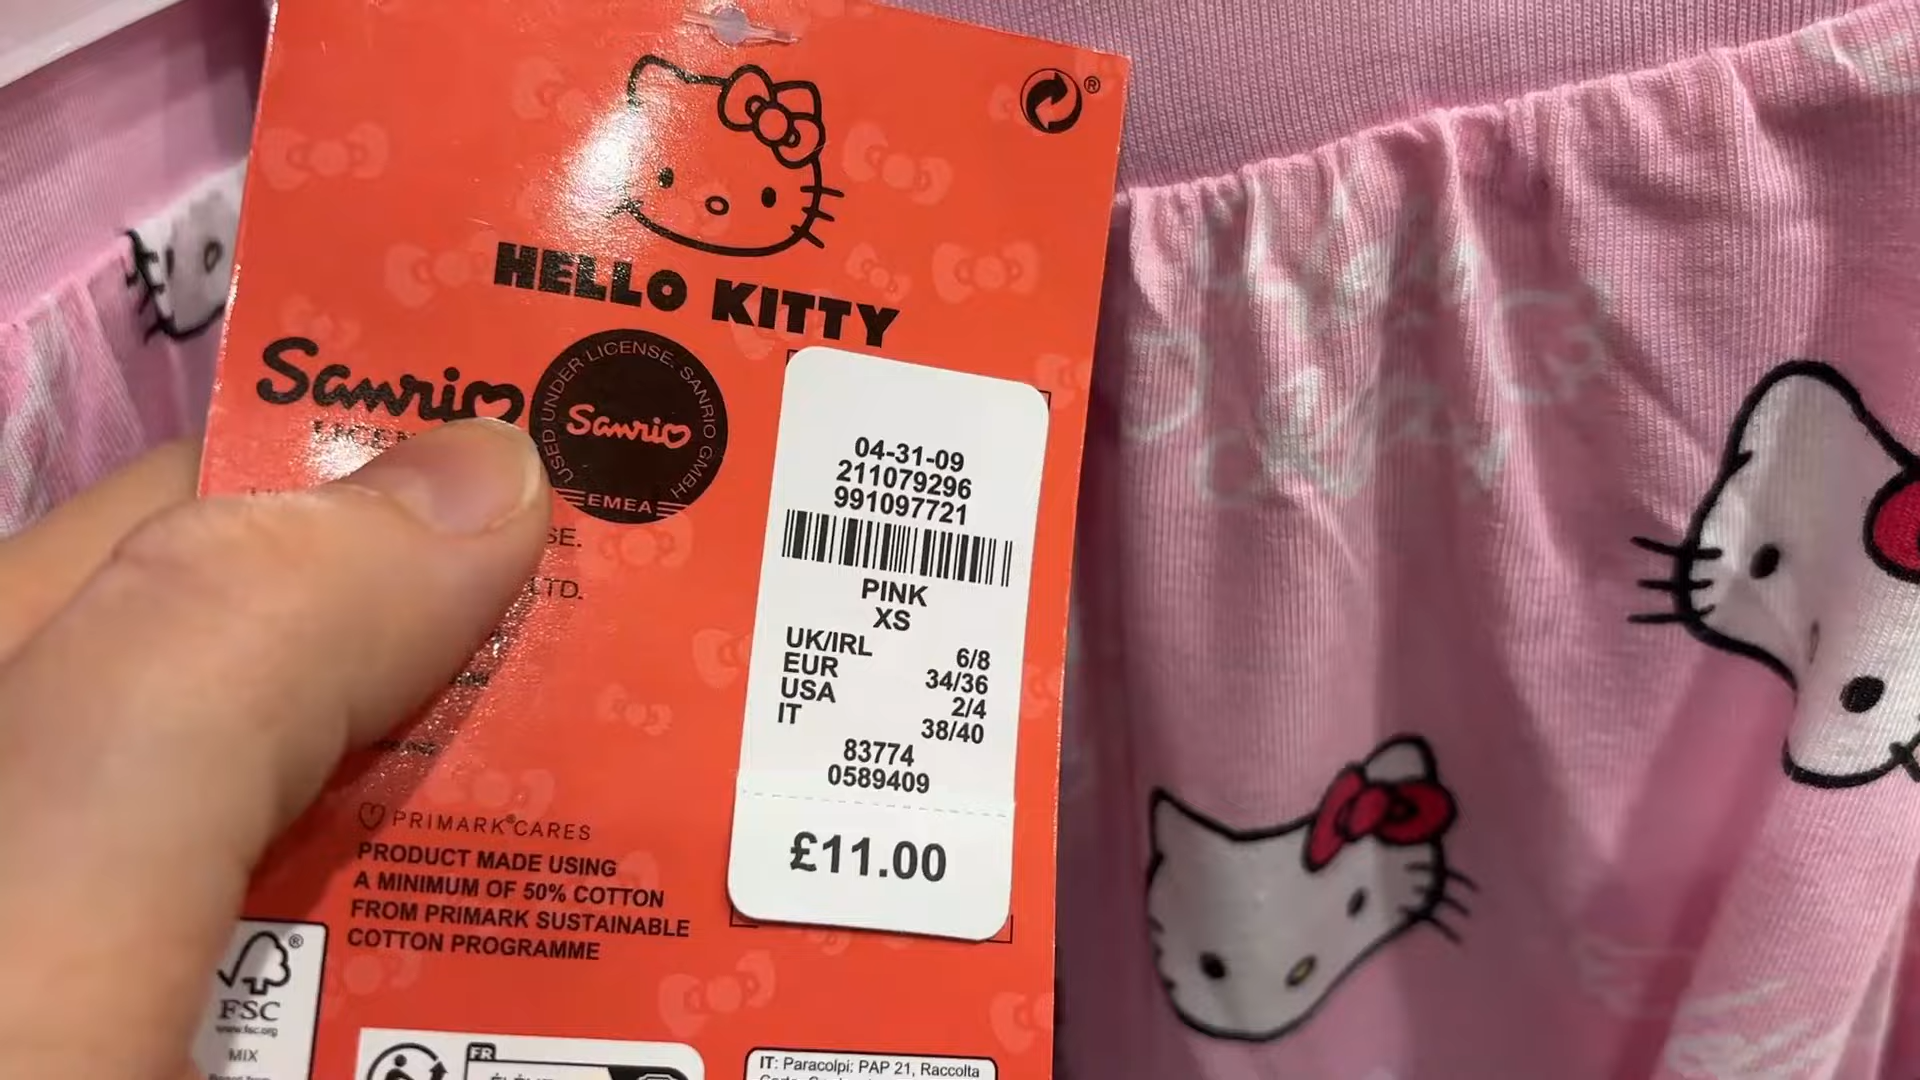 HELLO KITTY
Sanrio
USED UNDER LICENSE. SANRIO GMBH
Sanrio
EMEA
SE.
LTD.
04-31-09
211079296
991097721
PINK
XS
UK/IRL 6/8
EUR 34/36
USA 2/4
IT 38/40
83774
0589409
£11.00
PRIMARK®CARES
PRODUCT MADE USING
A MINIMUM OF 50% COTTON
FROM PRIMARK SUSTAINABLE
COTTON PROGRAMME
®
®
FSC
www.fsc.org
MIX
FR
IT: Paracolpi: PAP 21, Raccolta